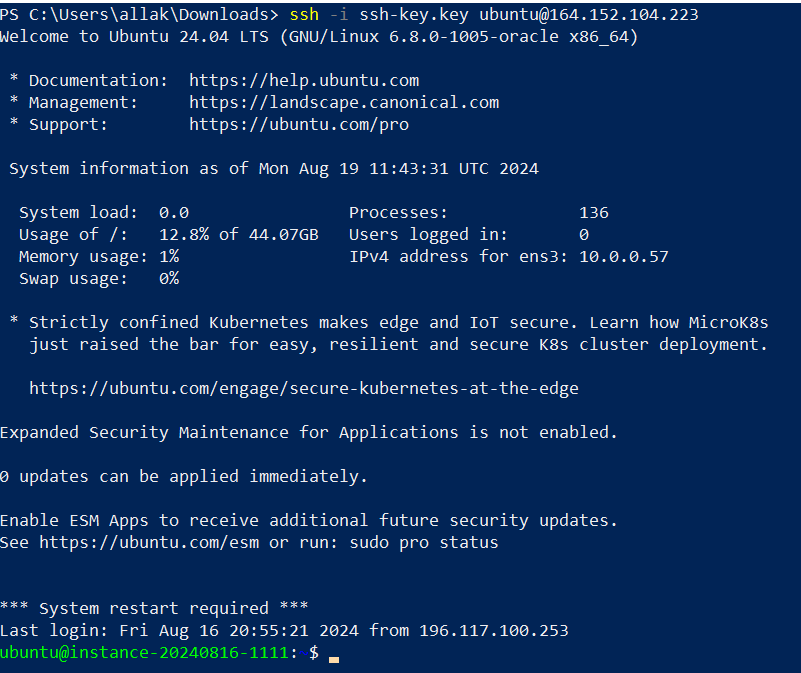 PS C:\Users\allak\Downloads> ssh -i ssh-key.key ubuntu@164.152.104.223
Welcome to Ubuntu 24.04 LTS (GNU/Linux 6.8.0-1005-oracle x86_64)
* Documentation:  https://help.ubuntu.com
* Management:     https://landscape.canonical.com
* Support:        https://ubuntu.com/pro
System information as of Mon Aug 19 11:43:31 UTC 2024
System load:  0.0                Processes:             136
Usage of /:   12.8% of 44.07GB   Users logged in:       0
Memory usage: 1%                 IPv4 address for ens3: 10.0.0.57
Swap usage:   0%
* Strictly confined Kubernetes makes edge and IoT secure. Learn how MicroK8s
just raised the bar for easy, resilient and secure K8s cluster deployment.
https://ubuntu.com/engage/secure-kubernetes-at-the-edge
Expanded Security Maintenance for Applications is not enabled.
0 updates can be applied immediately.
Enable ESM Apps to receive additional future security updates.
See https://ubuntu.com/esm or run: sudo pro status
*** System restart required ***
Last login: Fri Aug 16 20:55:21 2024 from 196.117.100.253
ubuntu@instance-20240816-1111:~$